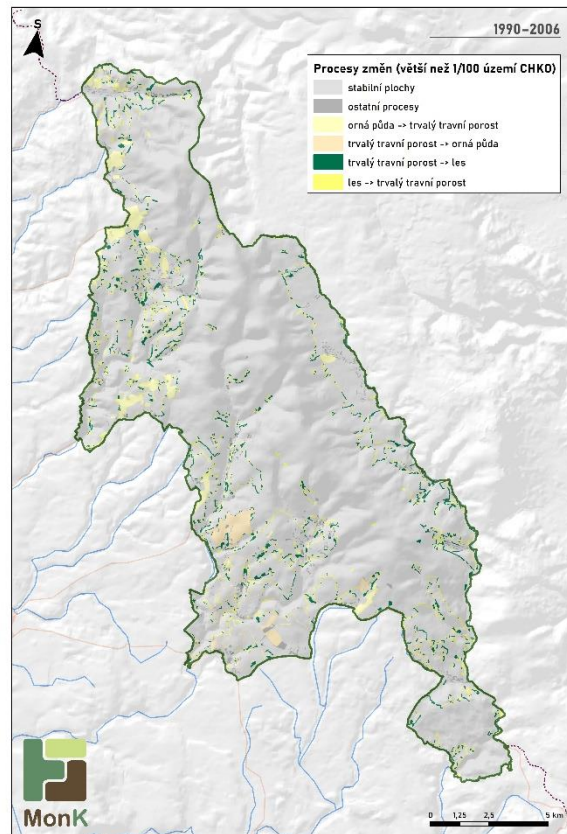 S
1990–2006
Procesy změn (větší než 1/100 území CHKO)
stabilní plochy
ostatní procesy
orná půda -> trvalý travní porost
trvalý travní porost -> orná půda
trvalý travní porost -> les
les -> trvalý travní porost
MonK
0 1,25 2,5 5 km